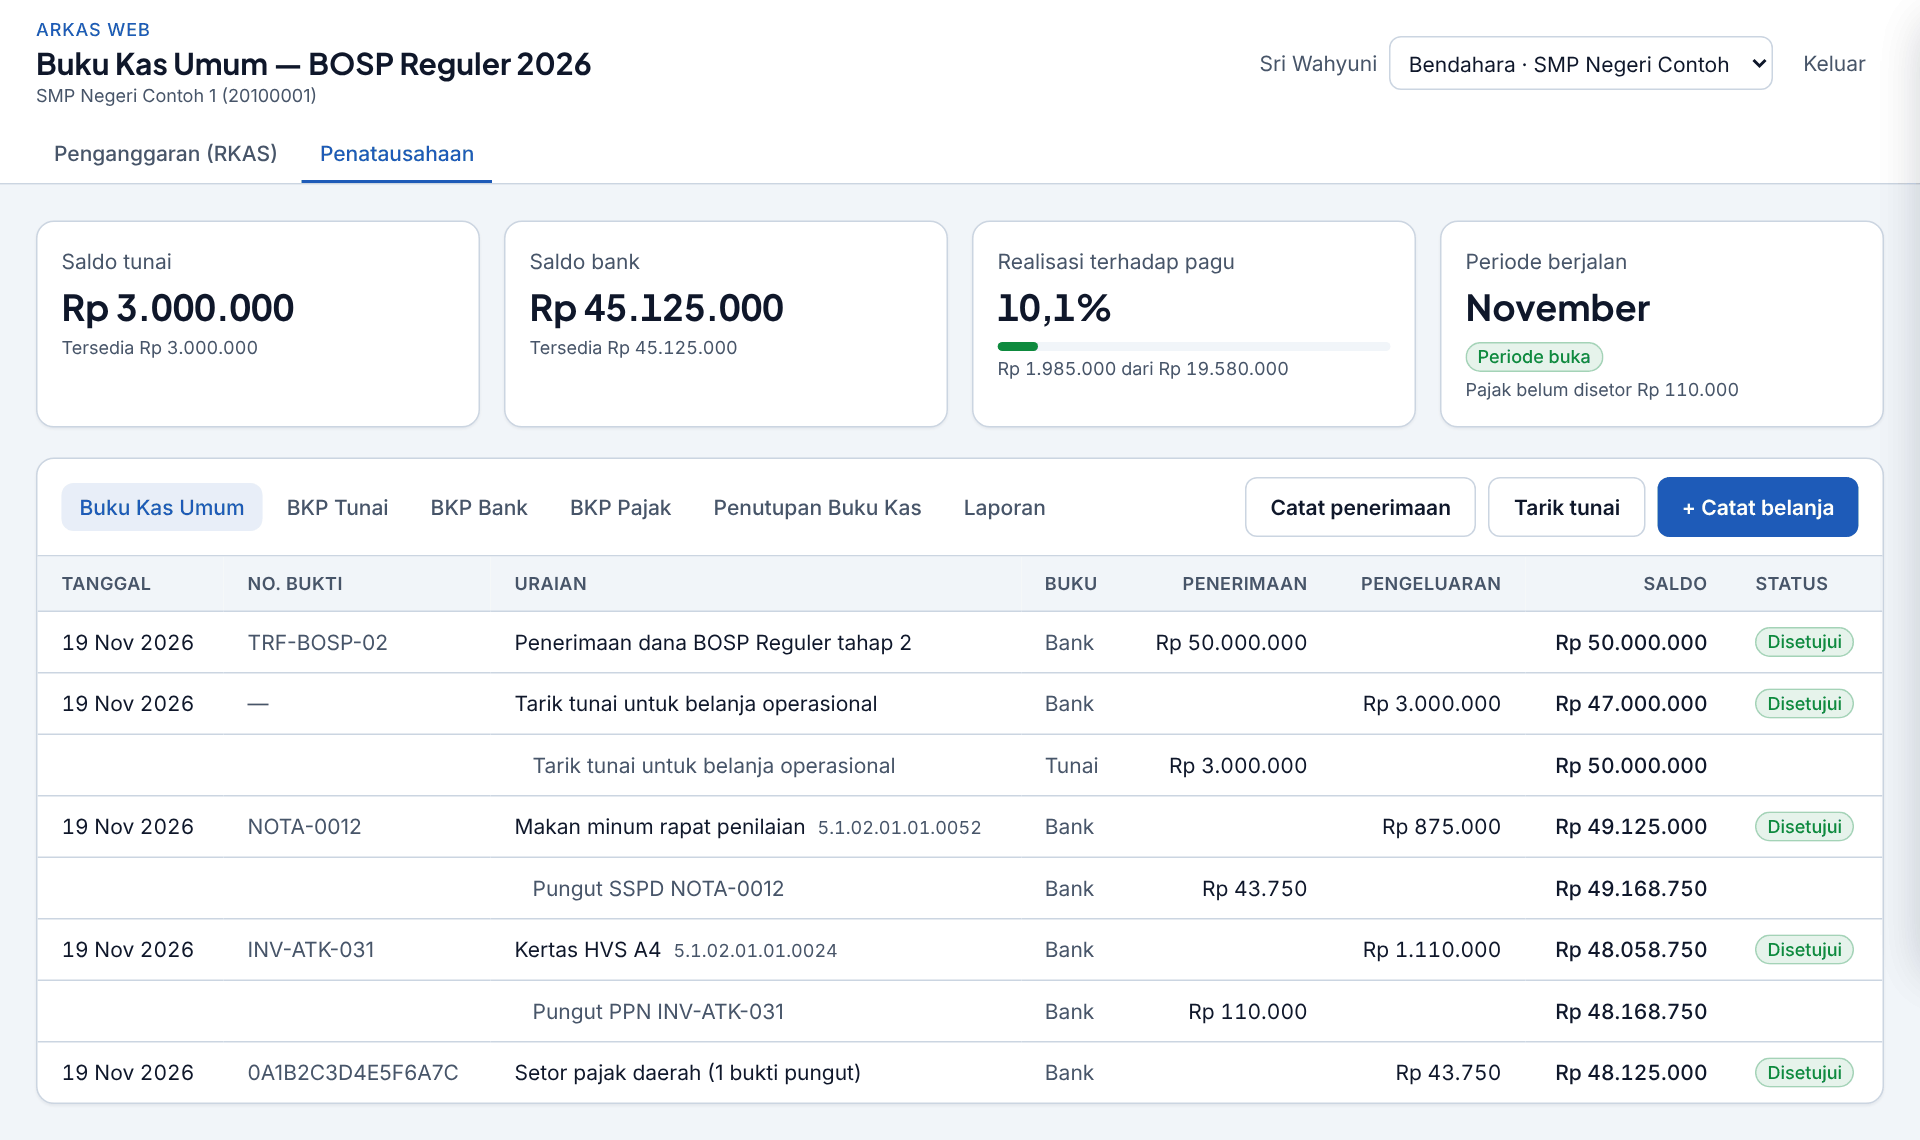 ARKAS WEB
Buku Kas Umum — BOSP Reguler 2026
SMP Negeri Contoh 1 (20100001)
Sri Wahyuni
Bendahara · SMP Negeri Contoh
Keluar
Penganggaran (RKAS) Penatausahaan
Saldo tunai
Rp 3.000.000
Tersedia Rp 3.000.000
Saldo bank
Rp 45.125.000
Tersedia Rp 45.125.000
Realisasi terhadap pagu
10,1%
Rp 1.985.000 dari Rp 19.580.000
Periode berjalan
November
Periode buka
Pajak belum disetor Rp 110.000
Buku Kas Umum BKP Tunai BKP Bank BKP Pajak Penutupan Buku Kas Laporan Catat penerimaan Tarik tunai + Catat belanja
TANGGAL NO. BUKTI URAIAN BUKU PENERIMAAN PENGELUARAN SALDO STATUS
19 Nov 2026 TRF-BOSP-02 Penerimaan dana BOSP Reguler tahap 2 Bank Rp 50.000.000 Rp 50.000.000 Disetujui
19 Nov 2026 — Tarik tunai untuk belanja operasional Bank Rp 3.000.000 Rp 47.000.000 Disetujui
Tarik tunai untuk belanja operasional Tunai Rp 3.000.000 Rp 50.000.000
19 Nov 2026 NOTA-0012 Makan minum rapat penilaian 5.1.02.01.01.0052 Bank Rp 875.000 Rp 49.125.000 Disetujui
Pungut SSPD NOTA-0012 Bank Rp 43.750 Rp 49.168.750
19 Nov 2026 INV-ATK-031 Kertas HVS A4 5.1.02.01.01.0024 Bank Rp 1.110.000 Rp 48.058.750 Disetujui
Pungut PPN INV-ATK-031 Bank Rp 110.000 Rp 48.168.750
19 Nov 2026 0A1B2C3D4E5F6A7C Setor pajak daerah (1 bukti pungut) Bank Rp 43.750 Rp 48.125.000 Disetujui